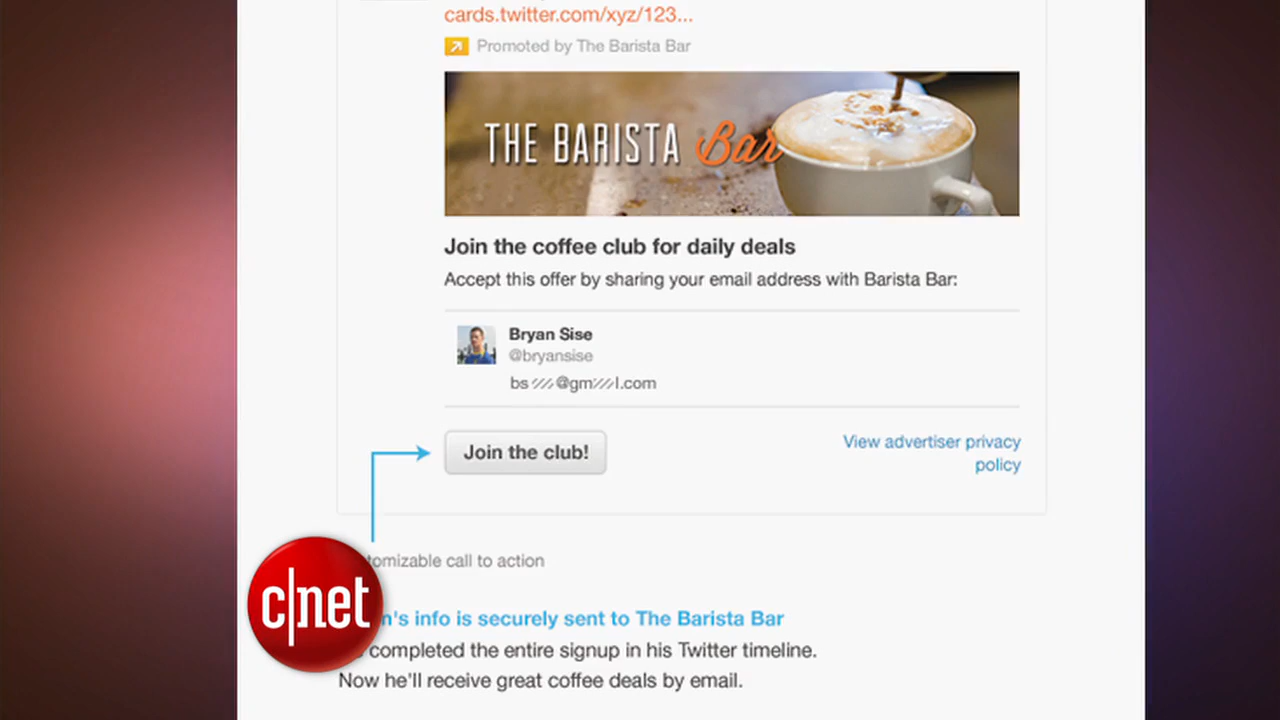 cards.twitter.com/xyz/123...
Promoted by The Barista Bar
THE BARISTA Bar
Join the coffee club for daily deals
Accept this offer by sharing your email address with Barista Bar:
Bryan Sise
@bryansise
bs @gm l.com
Join the club!
View advertiser privacy
policy
tomizable call to action
c|net
n's info is securely sent to The Barista Bar
completed the entire signup in his Twitter timeline.
Now he'll receive great coffee deals by email.